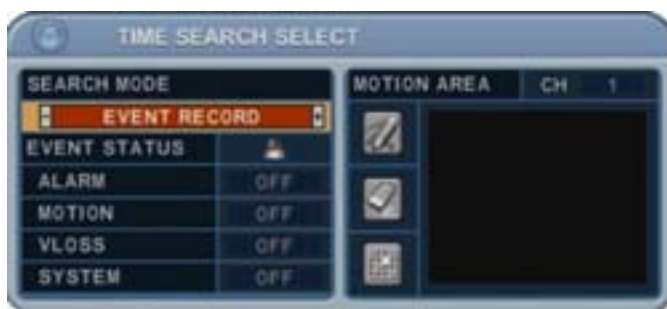 TIME SEARCH SELECT
SEARCH MODE
EVENT RECORD
EVENT STATUS
ALARM OFF
MOTION OFF
VLOSS OFF
SYSTEM OFF
MOTION AREA CH 1